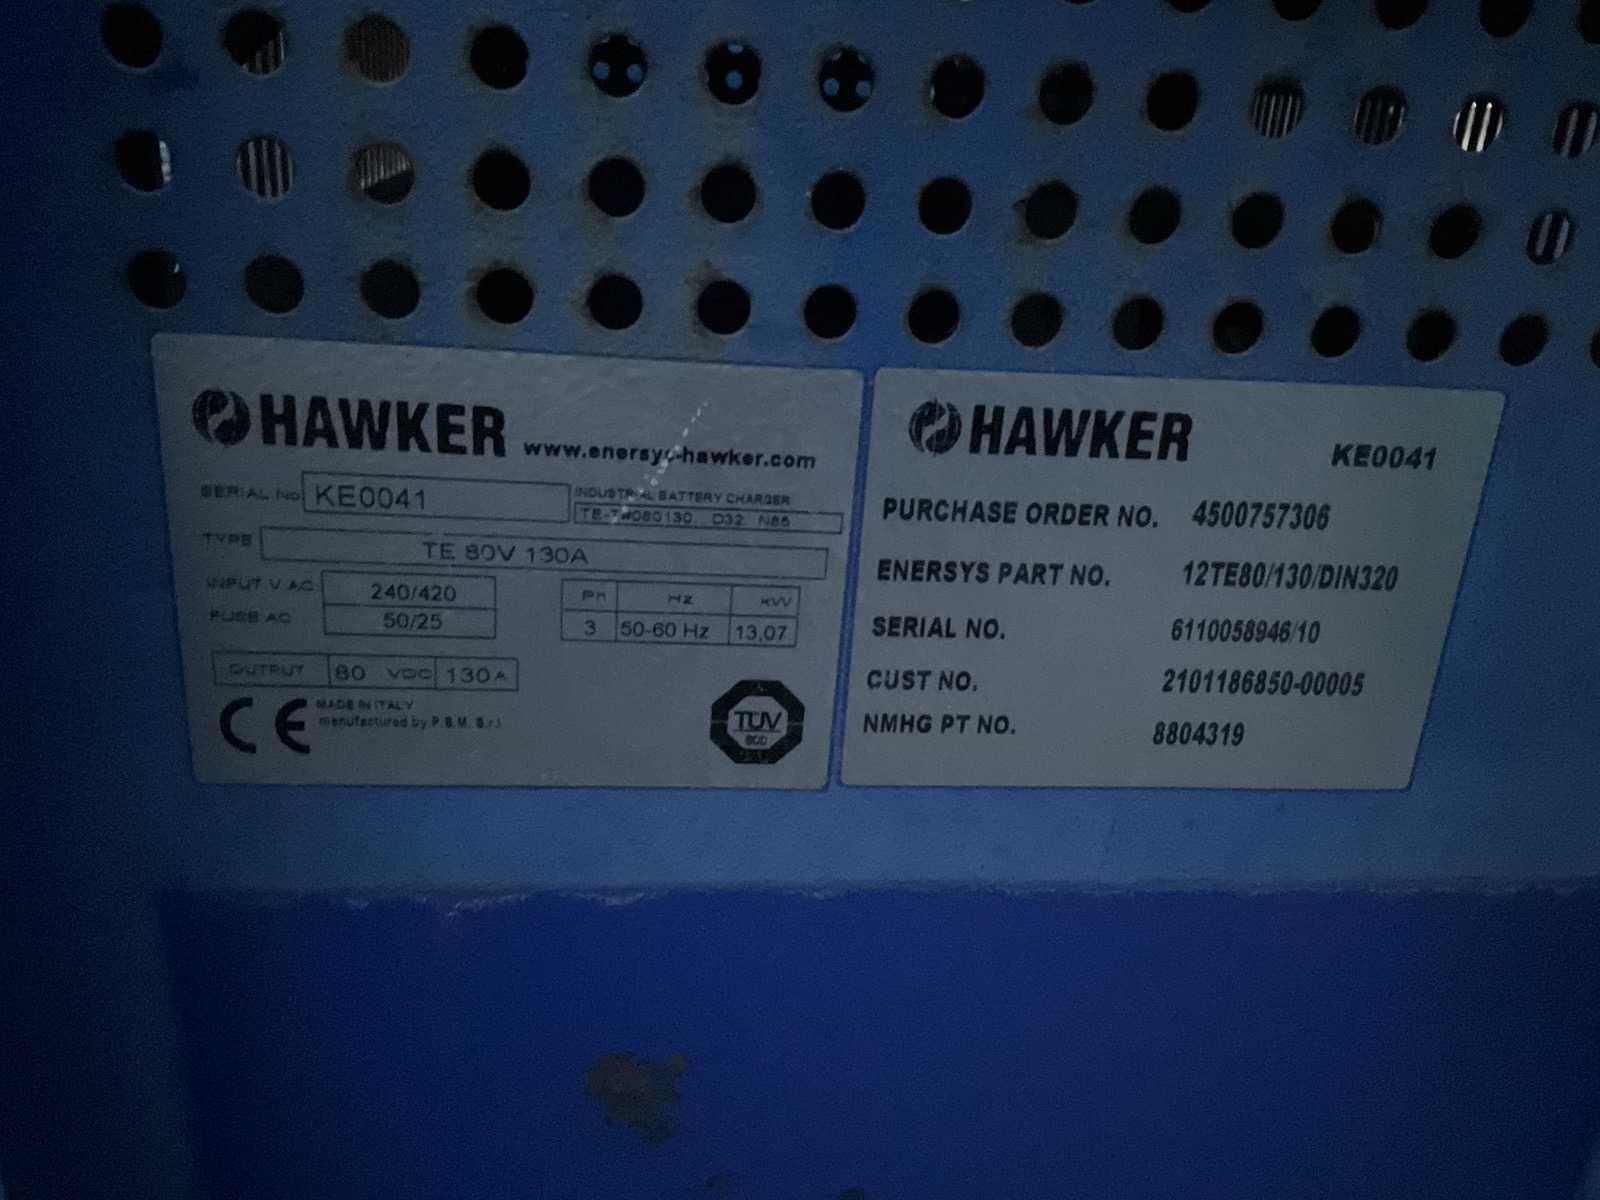 HAWKER www.enersys-hawker.com
SERIAL NO KE0041
INDUSTRIAL BATTERY CHARGER
D32 N85
TYPE TE 80V 130A
INPUT V AC 240/420
FUSE AC 50/25
PH Hz KW
3 50-60 Hz 13,07
OUTPUT 80 VDC 130 A
CE
MADE IN ITALY
manufactured by P.B.M. S.r.l
TÜV
HAWKER KE0041
PURCHASE ORDER NO. 4500757306
ENERSYS PART NO. 12TE80/130/DIN320
SERIAL NO. 6110058946/10
CUST NO. 2101186850-00005
NMHG PT NO. 8804319